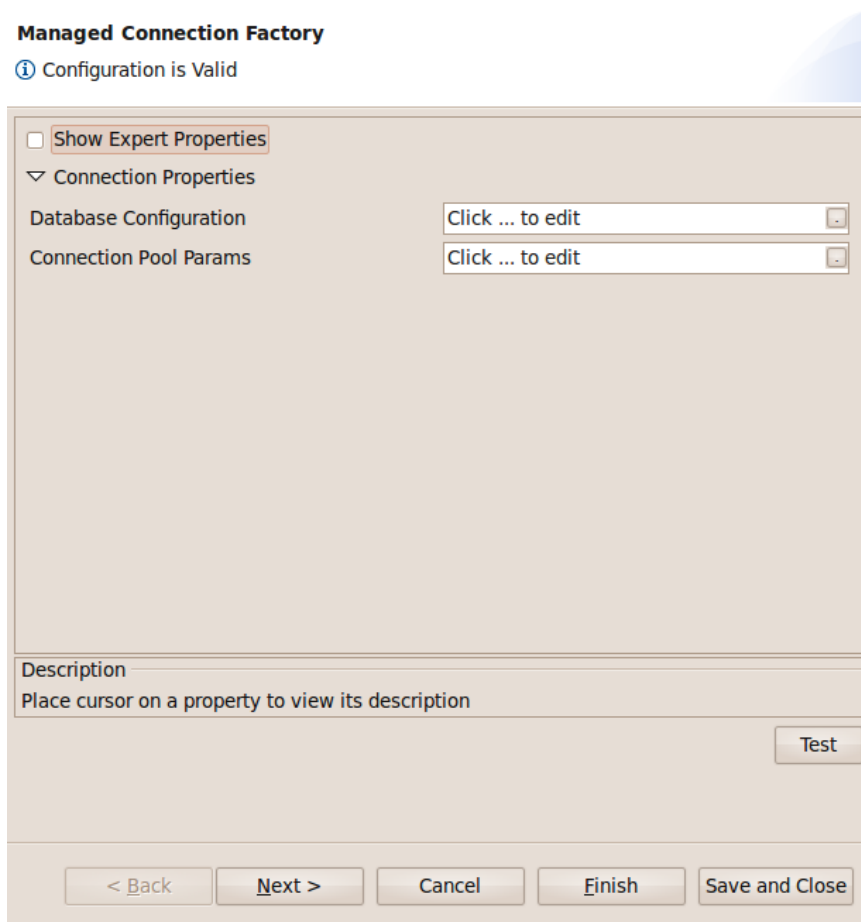 Managed Connection Factory
Configuration is Valid
Show Expert Properties
Connection Properties
Database Configuration Click ... to edit .
Connection Pool Params Click ... to edit .
Description
Place cursor on a property to view its description
Test
< Back Next > Cancel Finish Save and Close